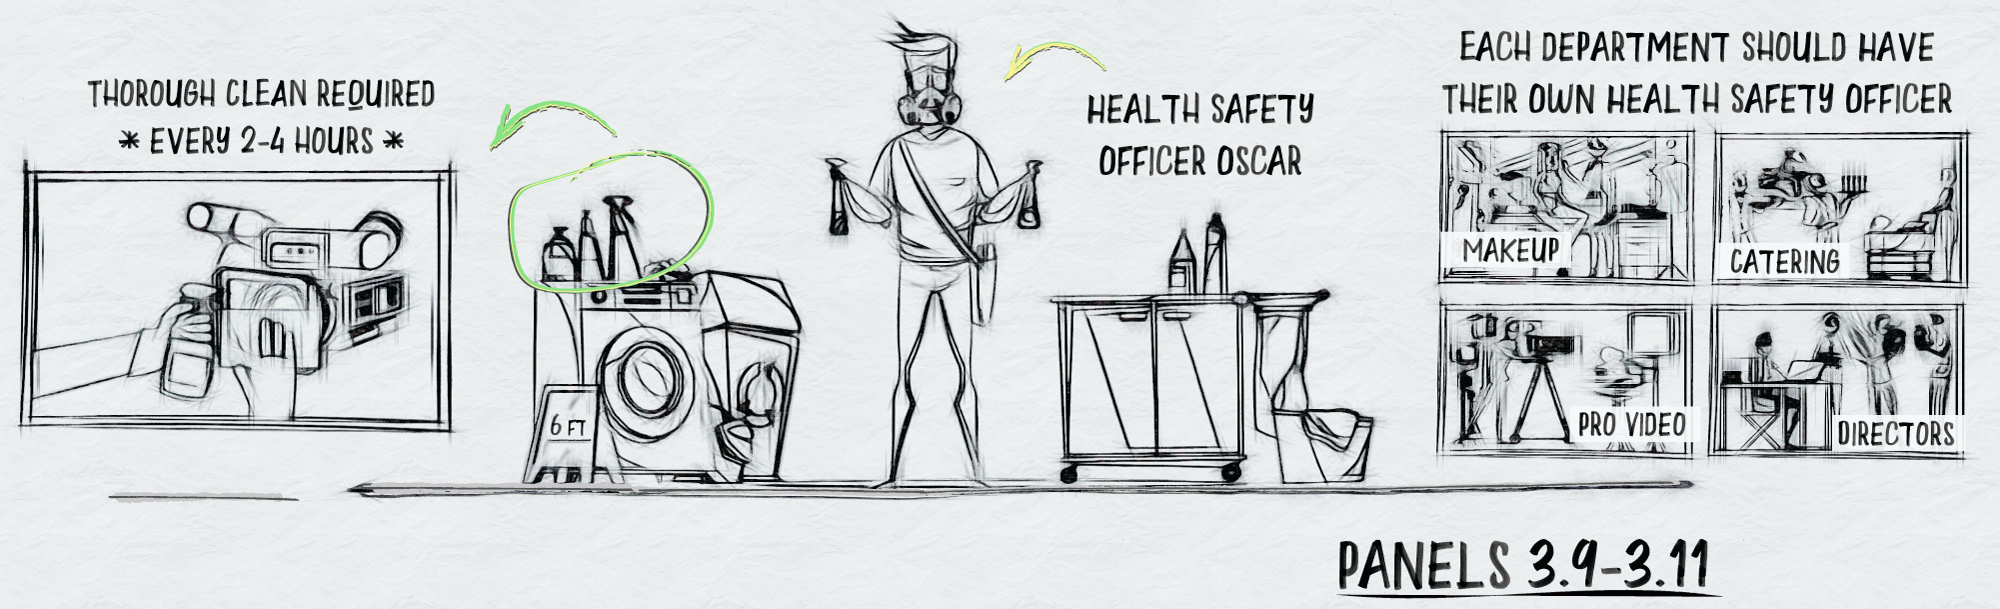 THOROUGH CLEAN REQUIRED
* EVERY 2-4 HOURS *
6 FT
HEALTH SAFETY
OFFICER OSCAR
EACH DEPARTMENT SHOULD HAVE
THEIR OWN HEALTH SAFETY OFFICER
MAKEUP
CATERING
PRO VIDEO
DIRECTORS
PANELS 3.9-3.11